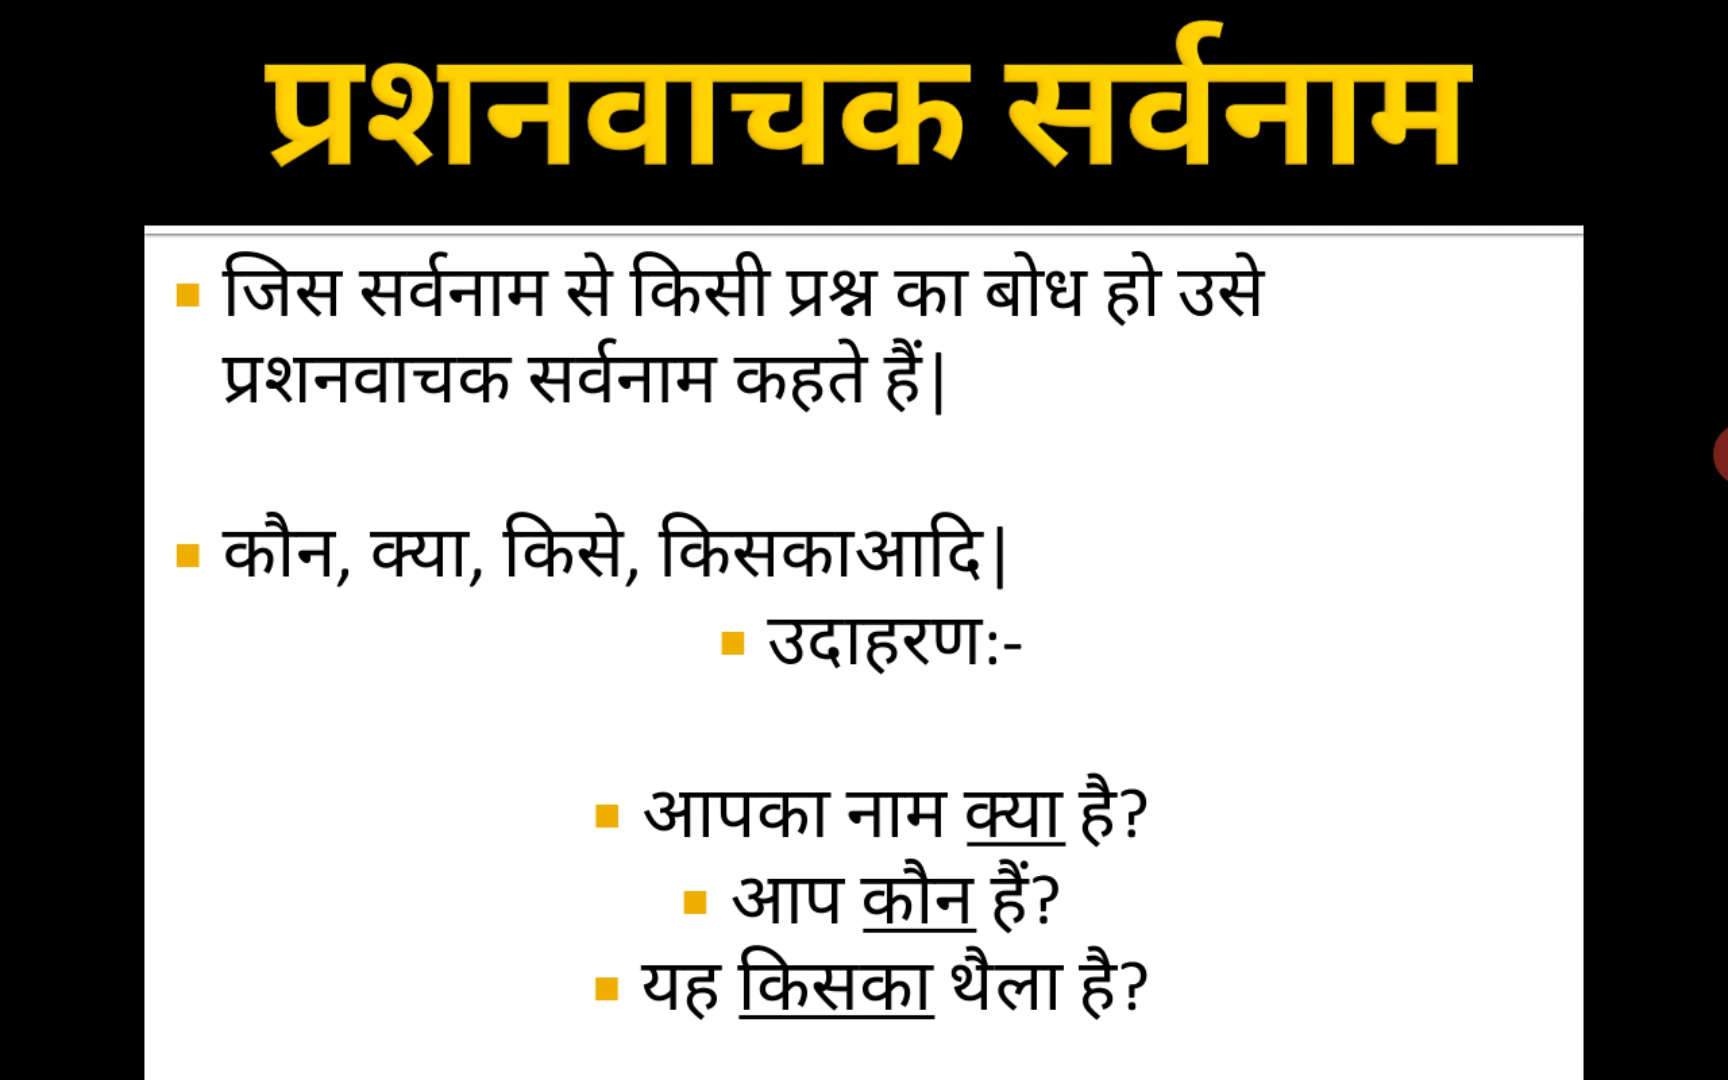 प्रशनवाचक सर्वनाम
जिस सर्वनाम से किसी प्रश्न का बोध हो उसे
प्रशनवाचक सर्वनाम कहते हैं|
कौन, क्या, किसे, किसकाआदि|
उदाहरण:-
आपका नाम क्या है?
आप कौन हैं?
यह किसका थैला है?